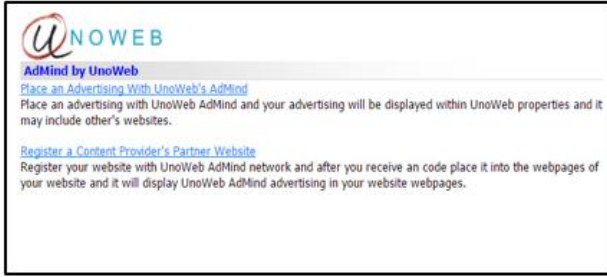 UNOWEB
AdMind by UnoWeb
Place an Advertising With UnoWeb's AdMind
Place an advertising with UnoWeb AdMind and your advertising will be displayed within UnoWeb properties and it
may include other's websites.
Register a Content Provider's Partner Website
Register your website with UnoWeb AdMind network and after you receive an code place it into the webpages of
your website and it will display UnoWeb AdMind advertising in your website webpages.